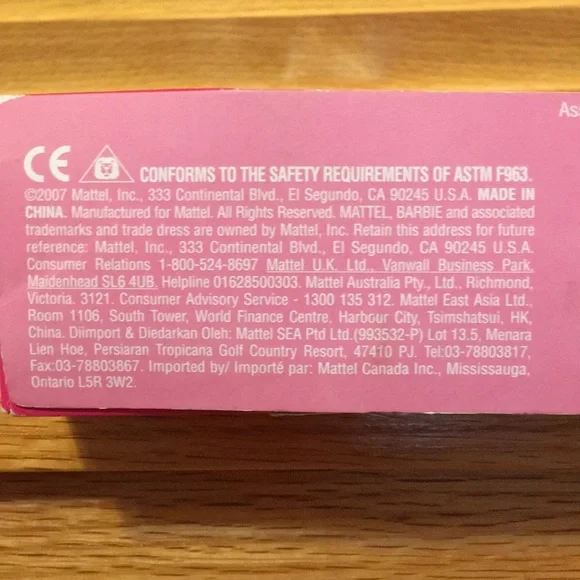 Ass
CE CONFORMS TO THE SAFETY REQUIREMENTS OF ASTM F963.
©2007 Mattel, Inc., 333 Continental Blvd., El Segundo, CA 90245 U.S.A. MADE IN
CHINA. Manufactured for Mattel. All Rights Reserved. MATTEL, BARBIE and associated
trademarks and trade dress are owned by Mattel, Inc. Retain this address for future
reference: Mattel, Inc., 333 Continental Blvd., El Segundo, CA 90245 U.S.A.
Consumer Relations 1-800-524-8697 Mattel U.K. Ltd., Vanwall Business Park,
Maidenhead SL6 4UB. Helpline 01628500303. Mattel Australia Pty., Ltd., Richmond,
Victoria. 3121. Consumer Advisory Service - 1300 135 312. Mattel East Asia Ltd.,
Room 1106, South Tower, World Finance Centre, Harbour City, Tsimshatsui, HK,
China. Diimport & Diedarkan Oleh: Mattel SEA Ptd Ltd.(993532-P) Lot 13.5, Menara
Lien Hoe, Persiaran Tropicana Golf Country Resort, 47410 PJ. Tel:03-78803817,
Fax:03-78803867. Imported by/ Importé par: Mattel Canada Inc., Mississauga,
Ontario L5R 3W2.